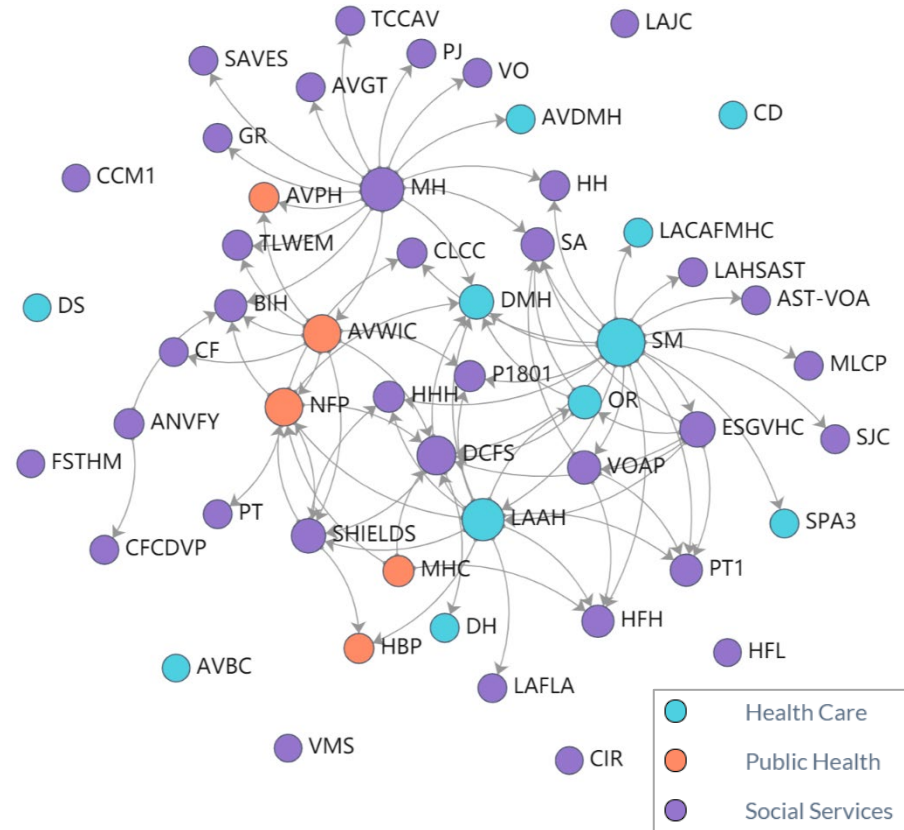 TCCAV
LAJC
PJ
SAVES
VO
AVGT
AVDMH
CD
GR
CCM1
MH
HH
AVPH
LACAFMHC
TLWEM
SA
CLCC
LAHSAST
DMH
AST-VOA
DS
BIH
AVWIC
SM
CF
P1801
MLCP
HHH
OR
NFP
ANVFY
ESGVHC
SJC
DCFS
FSTHM
VOAP
PT
LAAH
SPA3
SHIELDS
CFCDVP
MHC
PT1
HFH
DH
HBP
HFL
AVBC
LAFLA
Health Care
VMS
CIR
Public Health
Social Services